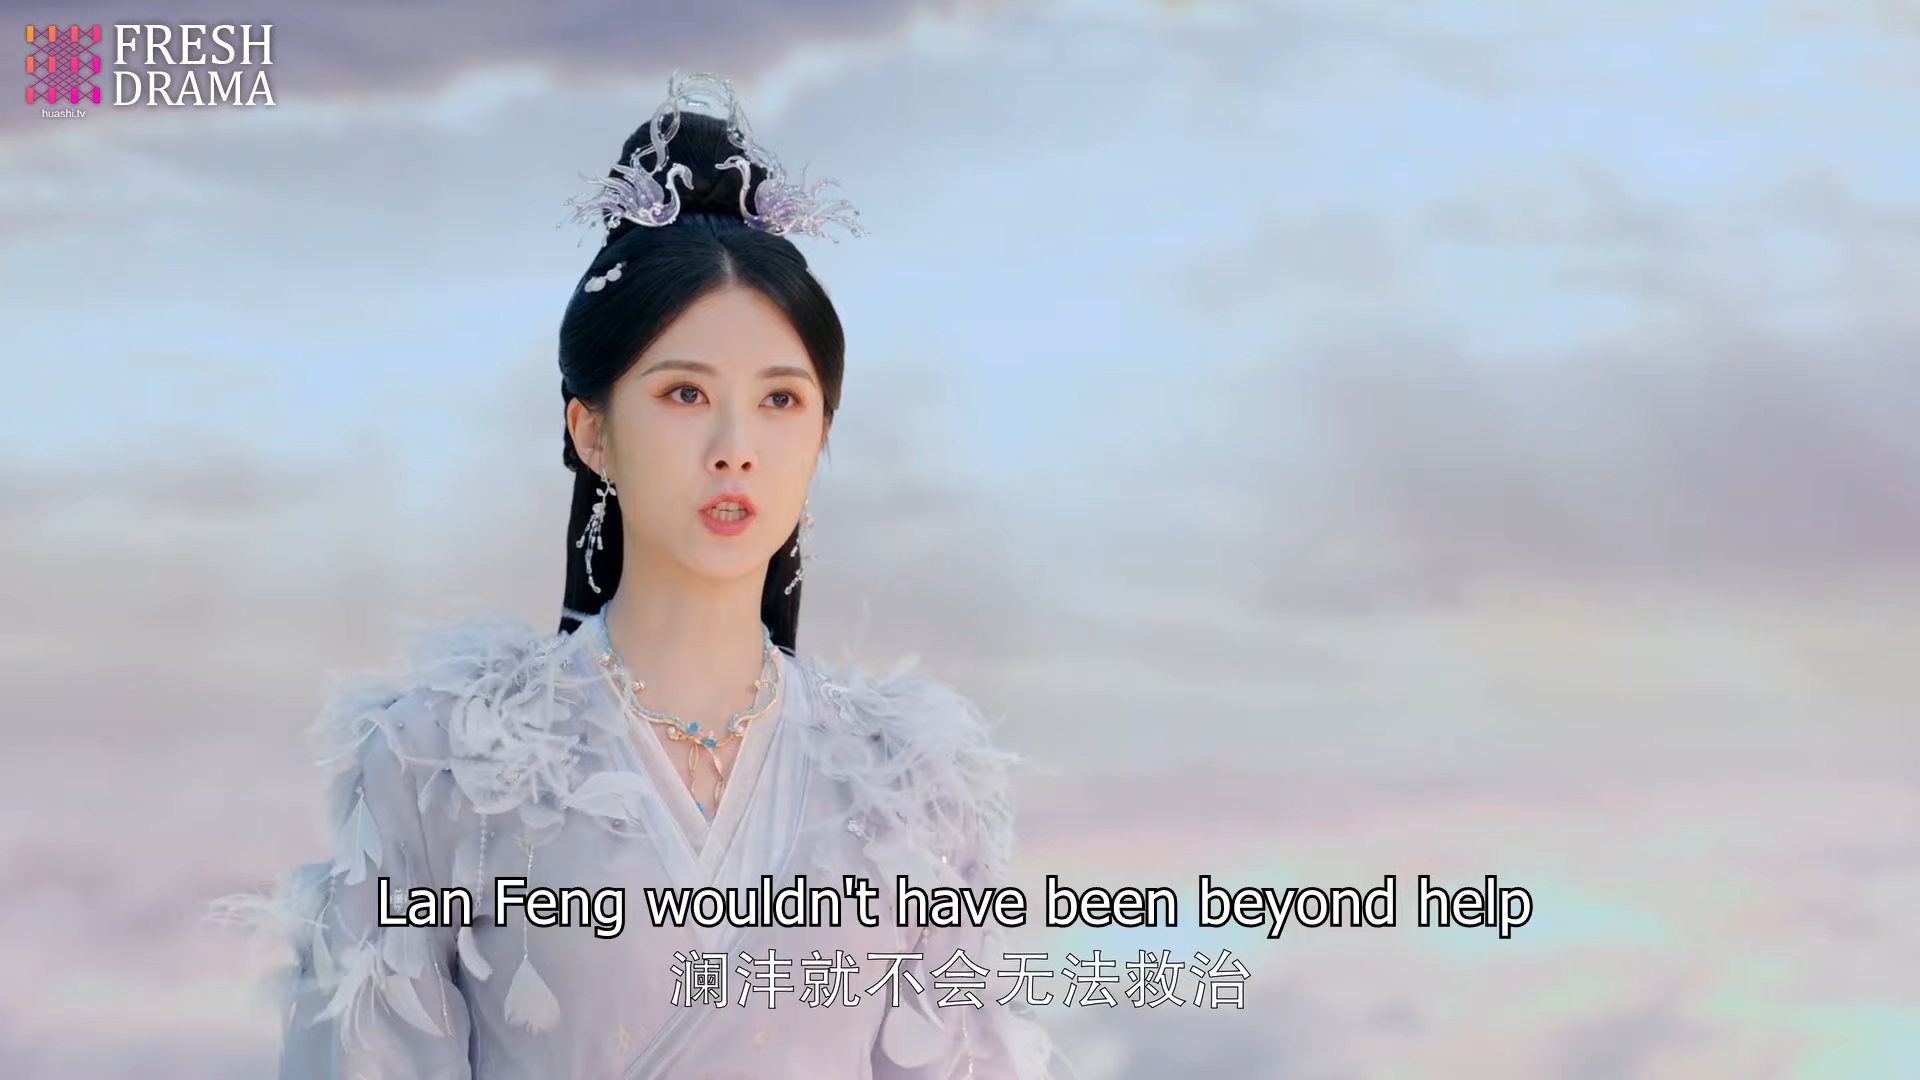 FRESH
DRAMA
huashi.tv
Lan Feng wouldn't have been beyond help
澜沣就不会无法救治